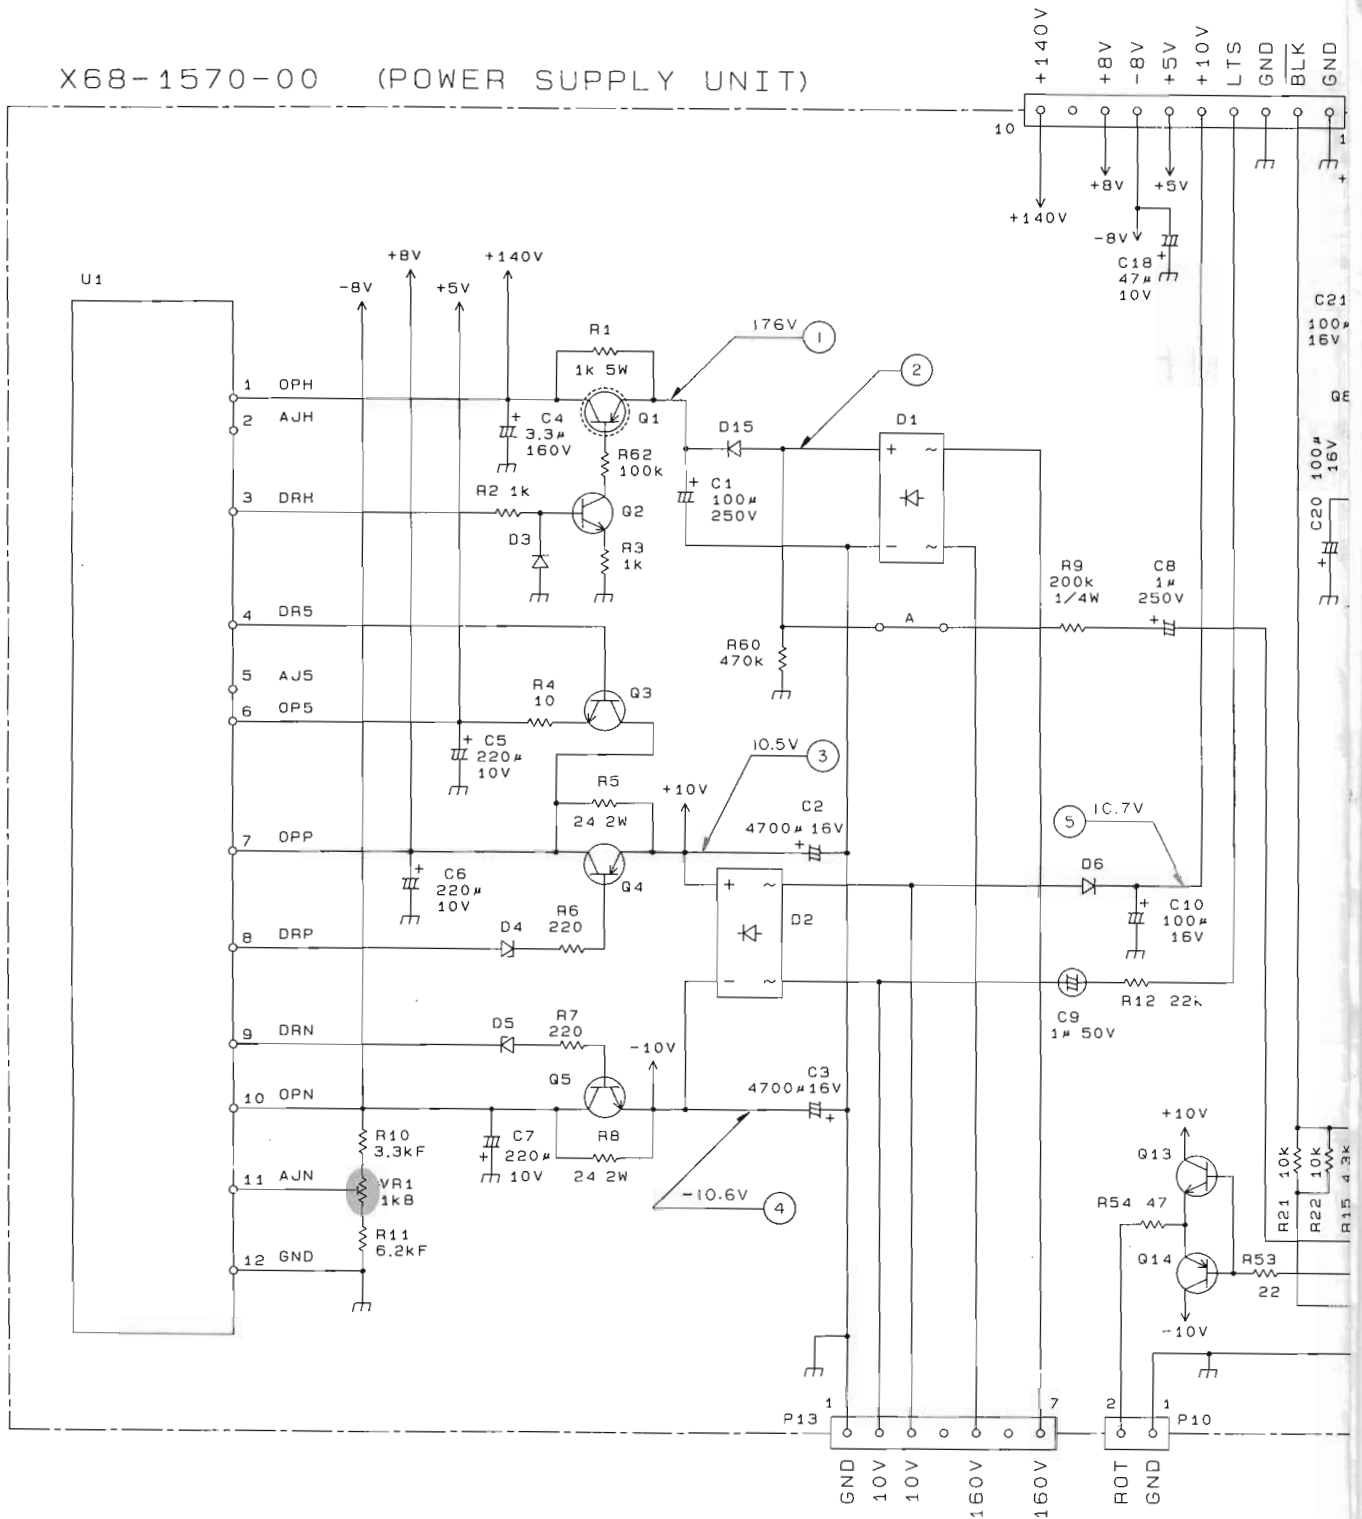 X68-1570-00 (POWER SUPPLY UNIT)
+140V
+8V
-8V
+5V
+10V
LTS
GND
BLK
GND
10
1
+8V
+5V
+140V
-8V
+
C18
47μ
10V
+
C21
100μ
16V
U1
-8V
+8V
+5V
+140V
R1
1k 5W
176V
1
2
1 OPH
2 AJH
+
C4
3.3μ
160V
Q1
D15
D1
+ ~
R62
100k
+
C1
100μ
250V
100μ
16V
3 DRH
R2 1k
Q2
C20
+
D3
R3
1k
- ~
R9
200k
1/4W
C8
1μ
250V
+
4 DR5
A
R60
470k
5 AJ5
R4
10
Q3
6 OP5
+
C5
220μ
10V
10.5V
3
R5
24 2W
+10V
C2
4700μ 16V
+
5
10.7V
7 OPP
+
C6
220μ
10V
Q4
+ ~
D2
D6
+
C10
100μ
16V
R6
220
8 DRP
D4
- ~
R12 22k
C9
1μ 50V
9 DRN
D5
R7
220
-10V
Q5
C3
4700μ16V
+
10 OPN
R10
3.3kF
C7
+
220μ
10V
R8
24 2W
+10V
Q13
R21 10k
R22 10k
R15 4.3k
11 AJN
VR1
1kB
-10.6V
4
R54 47
R11
6.2kF
12 GND
Q14
R53
22
-10V
P13
1
7
2
1
P10
GND
10V
10V
160V
160V
ROT
GND